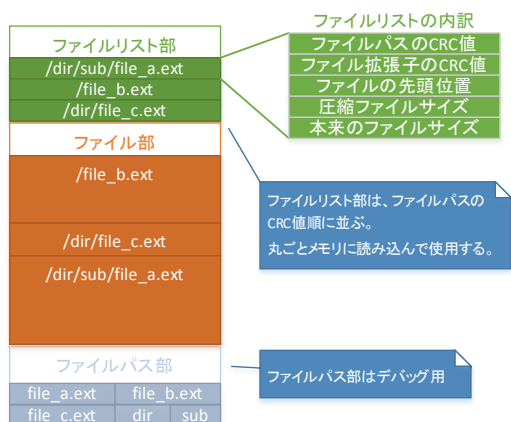 ファイルリスト部
/dir/sub/file_a.ext
/file_b.ext
/dir/file_c.ext
ファイルリストの内訳
ファイルパスのCRC値
ファイル拡張子のCRC値
ファイルの先頭位置
圧縮ファイルサイズ
本来のファイルサイズ
ファイル部
/file_b.ext
/dir/file_c.ext
/dir/sub/file_a.ext
ファイルリスト部は、ファイルパスの
CRC値順に並ぶ。
丸ごとメモリに読み込んで使用する。
ファイルパス部
file_a.ext file_b.ext
file_c.ext dir sub
ファイルパス部はデバッグ用